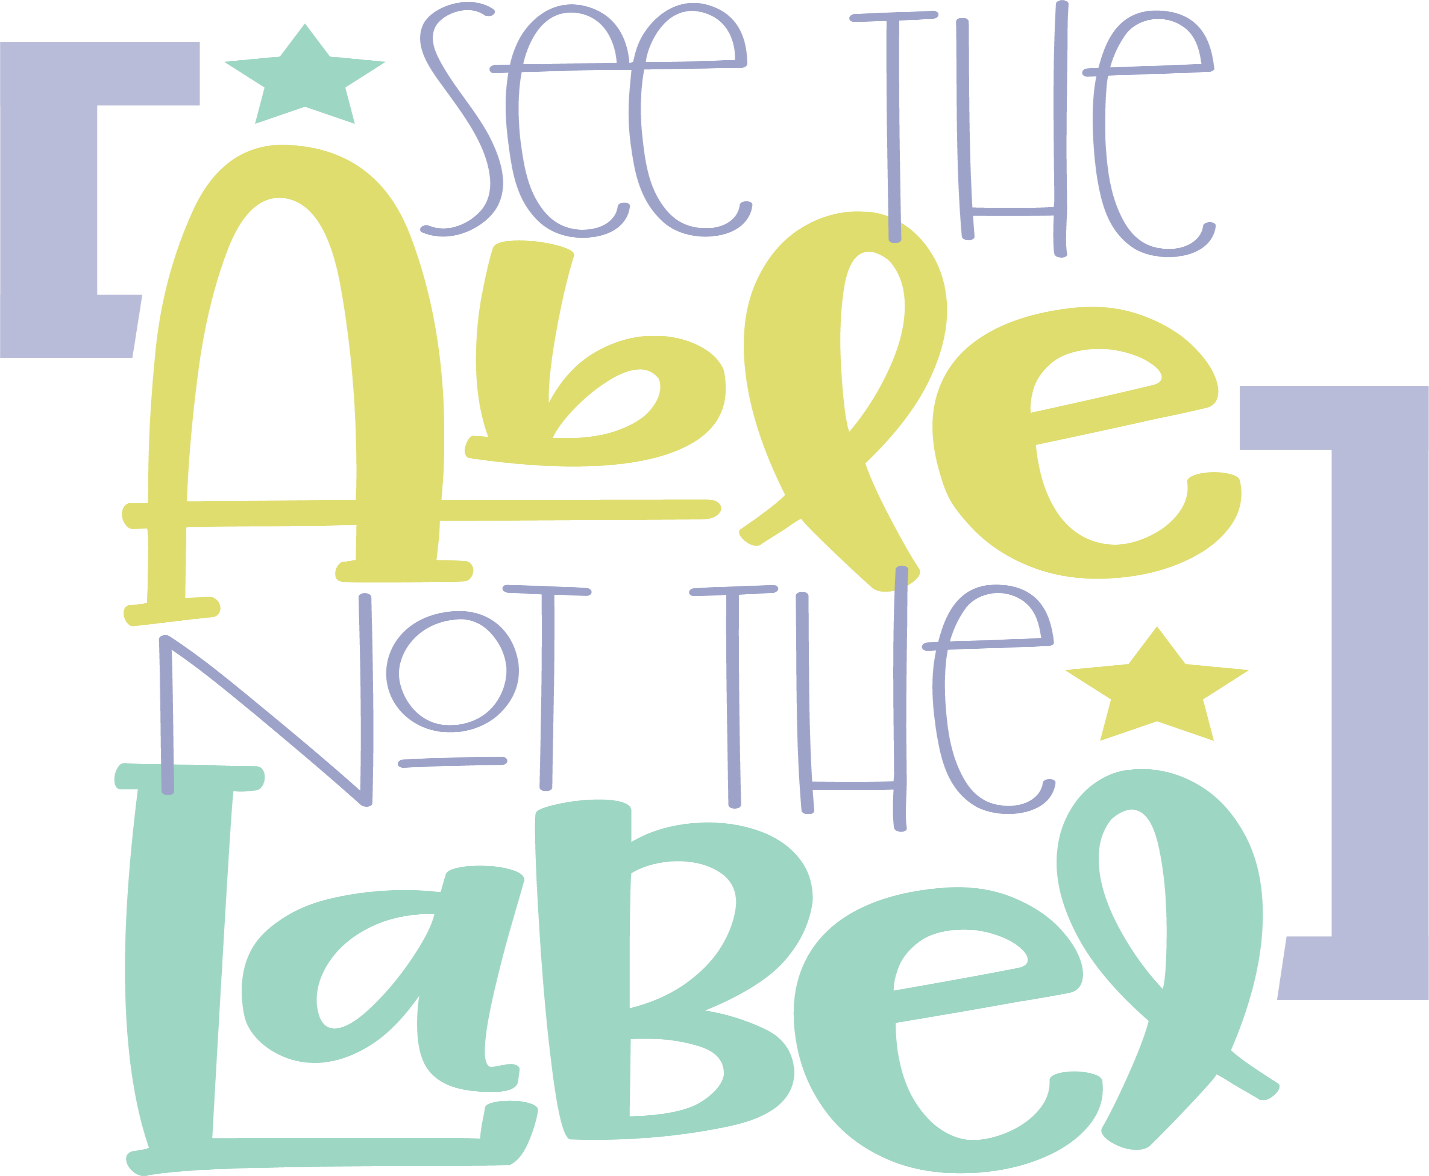 See the
Able
Not the
LaBel